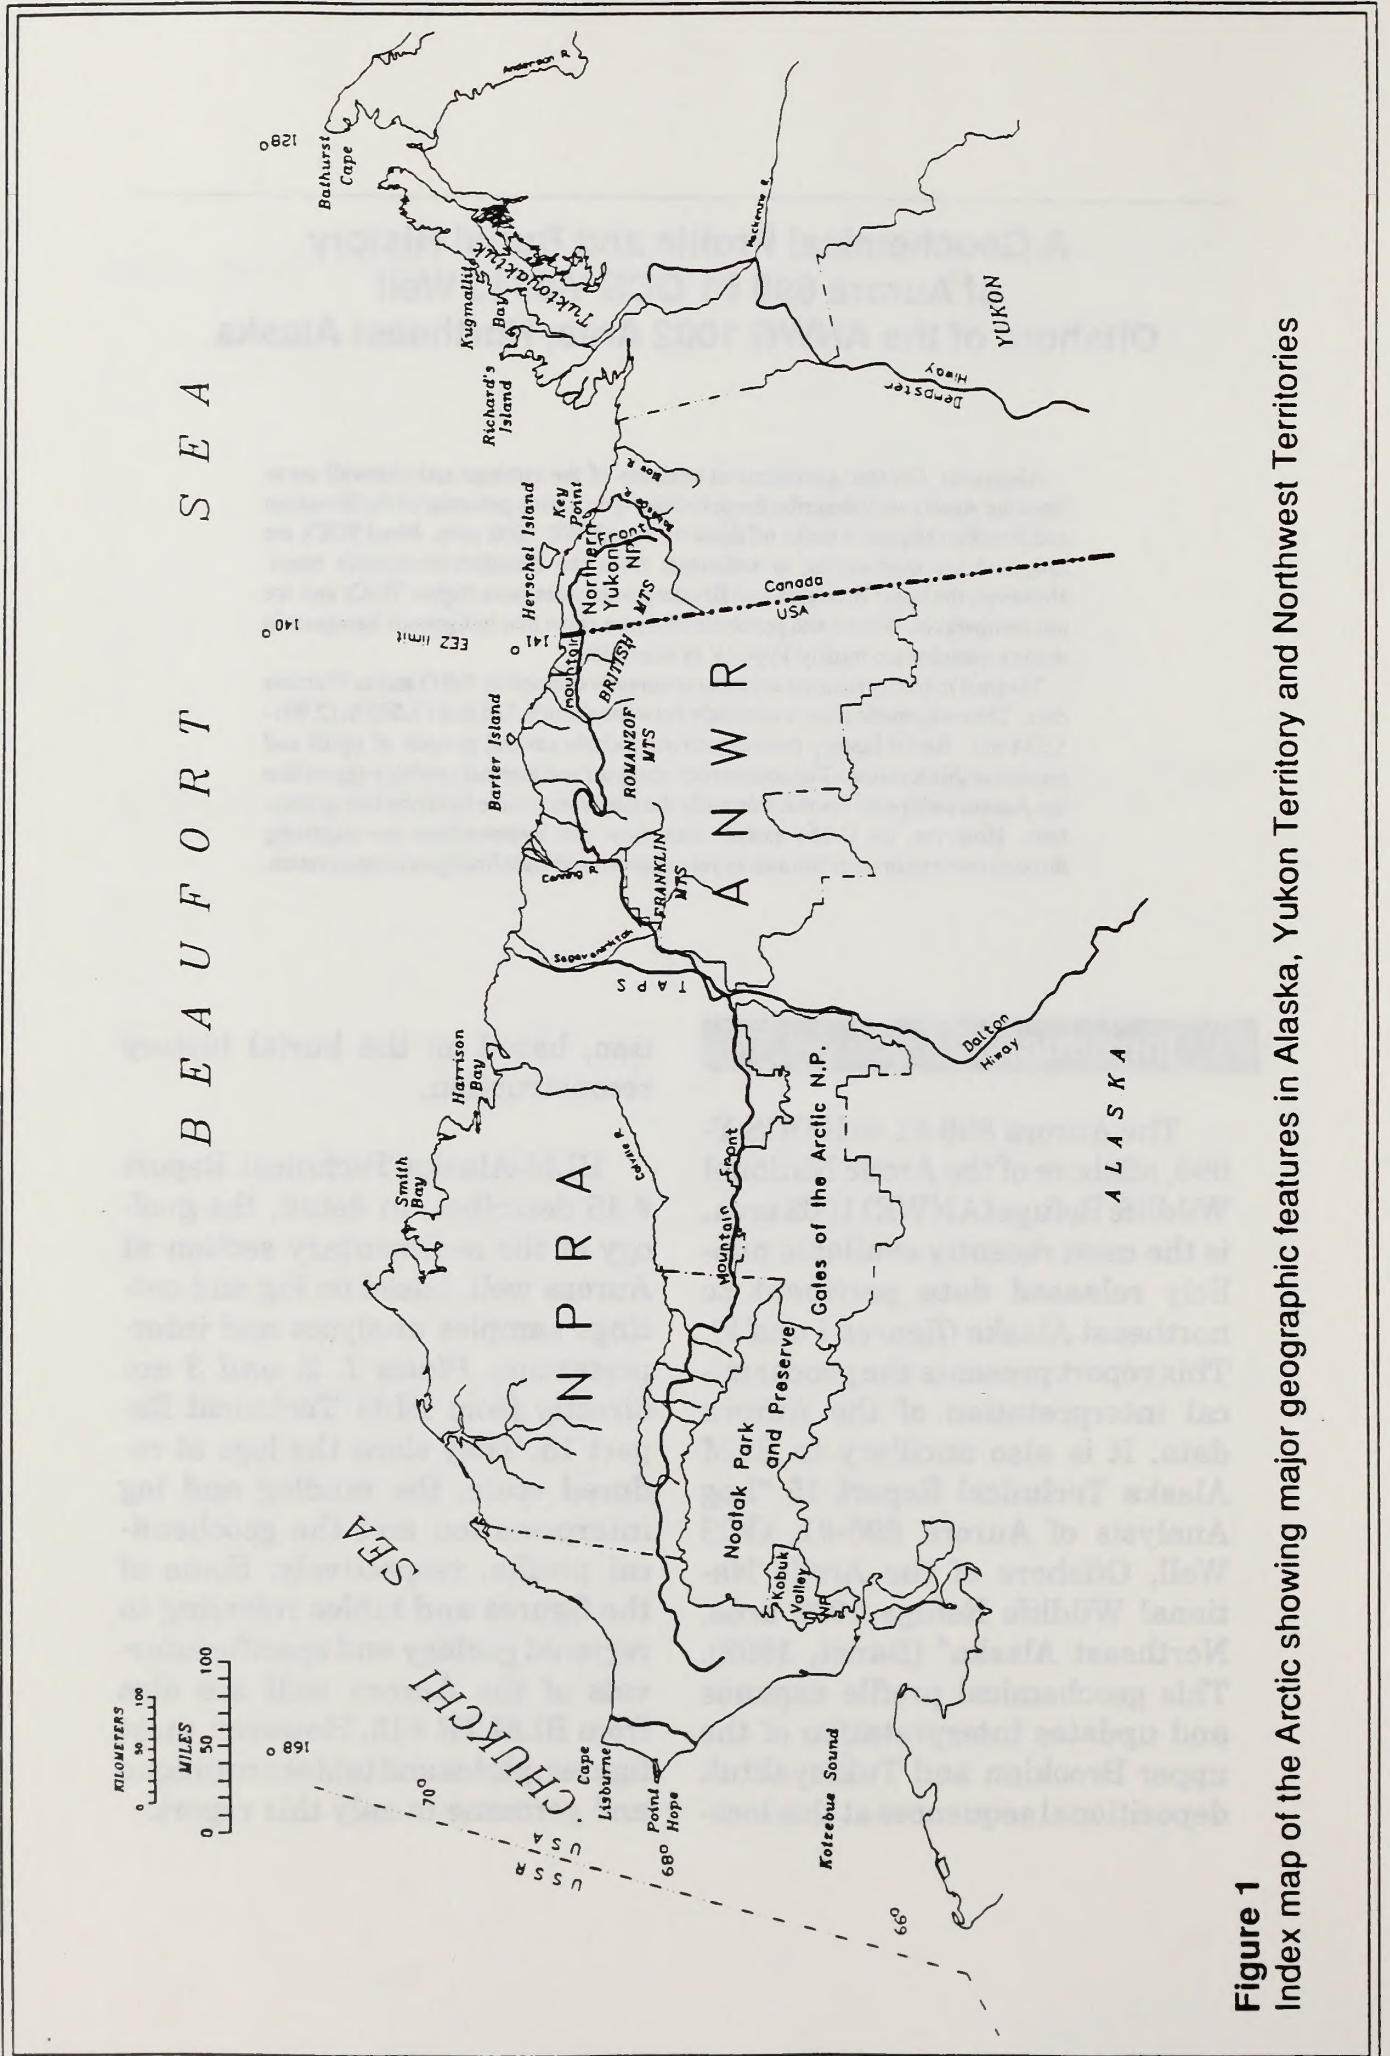 BEAUFORT SEA
CHUKCHI SEA
KILOMETERS
0 50 100
MILES
0 50 100
168°
70°
68°
66°
USSR
USA
Cape
Lisburne
Point
Hope
Kotzebue Sound
Smith
Bay
Harrison
Bay
Barter Island
EEZ limit
140°
141°
Herschel Island
Key
Point
Richard's
Island
Kugmallit
Bay
Tuktoyaktuk
Bathurst
Cape
128°
Anderson R
Mackenzie R.
YUKON
Dempster
Hiway
Northern
Yukon
NP
Front
mountain
BRITISH
MTS
ROMANZOF
MTS
FRANKLIN
MTS
Canning R
Canada
USA
ANWR
TAPS
Colville R.
NPRA
Mountain Front
Gates of the Arctic N.P.
Noatak Park
and Preserve
Kobuk
Valley
NP
Dalton
Hiway
ALASKA
Figure 1
Index map of the Arctic showing major geographic features in Alaska, Yukon Territory and Northwest Territories